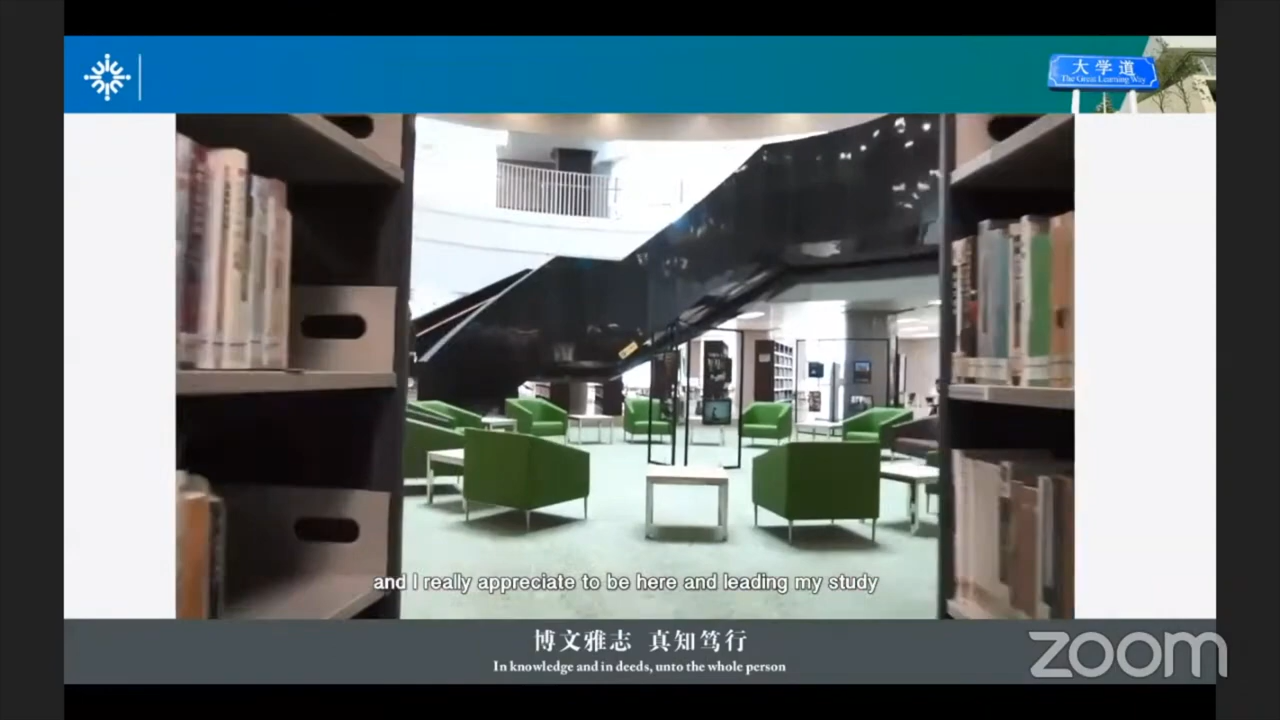 大学道
The Great Learning Way
and I really appreciate to be here and leading my study
博文雅志 真知笃行
In knowledge and in deeds, unto the whole person
zoom